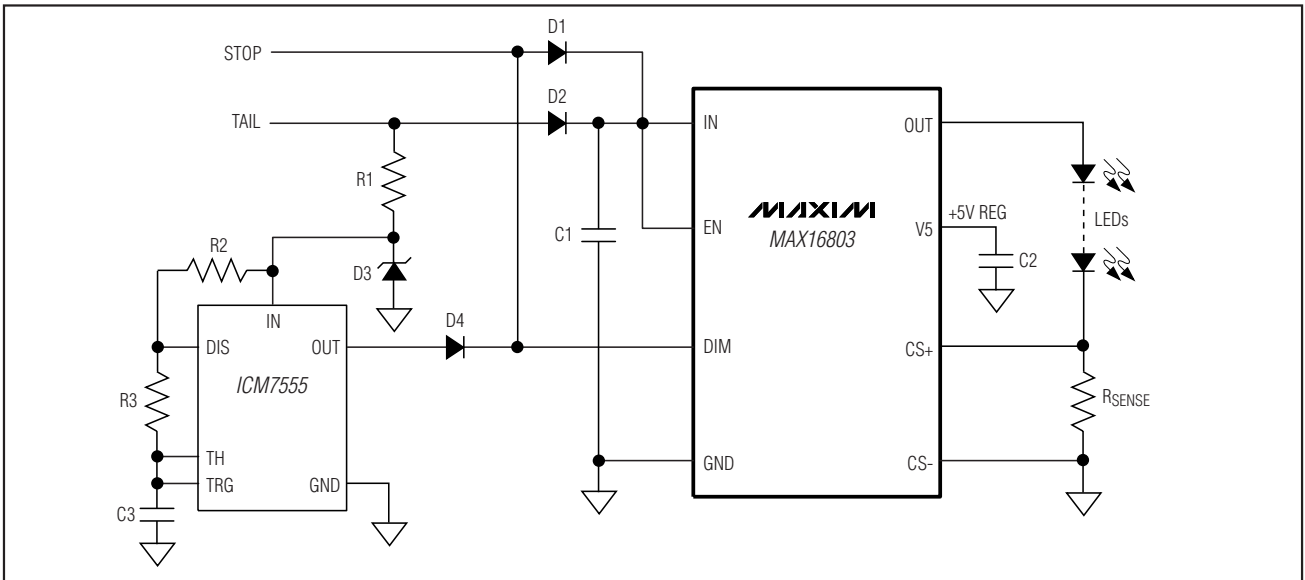 D1
STOP
D2
TAIL
IN
OUT
R1
MAXIM
MAX16803
+5V REG
LEDs
V5
EN
C1
R2
D3
C2
IN
D4
DIS
OUT
DIM
CS+
ICM7555
R3
RSENSE
TH
GND
CS-
TRG
GND
C3